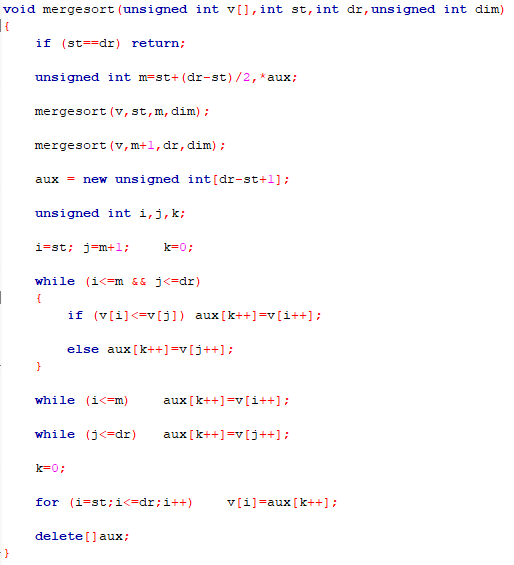 void mergesort(unsigned int v[],int st,int dr,unsigned int dim)
{
if (st==dr) return;
unsigned int m=st+(dr-st)/2,*aux;
mergesort(v,st,m,dim);
mergesort(v,m+1,dr,dim);
aux = new unsigned int[dr-st+1];
unsigned int i,j,k;
i=st; j=m+1; k=0;
while (i<=m && j<=dr)
{
if (v[i]<=v[j]) aux[k++]=v[i++];
else aux[k++]=v[j++];
}
while (i<=m) aux[k++]=v[i++];
while (j<=dr) aux[k++]=v[j++];
k=0;
for (i=st;i<=dr;i++) v[i]=aux[k++];
delete[]aux;
}